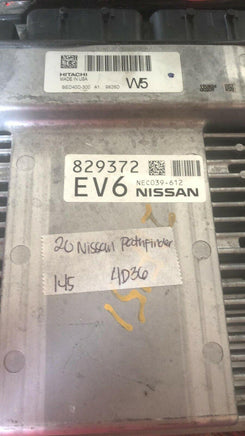 HITACHI
MADE IN USA
W5
829372
EV6
NEC039-612
NISSAN
20 Nissan Pathfinder
145 4D36